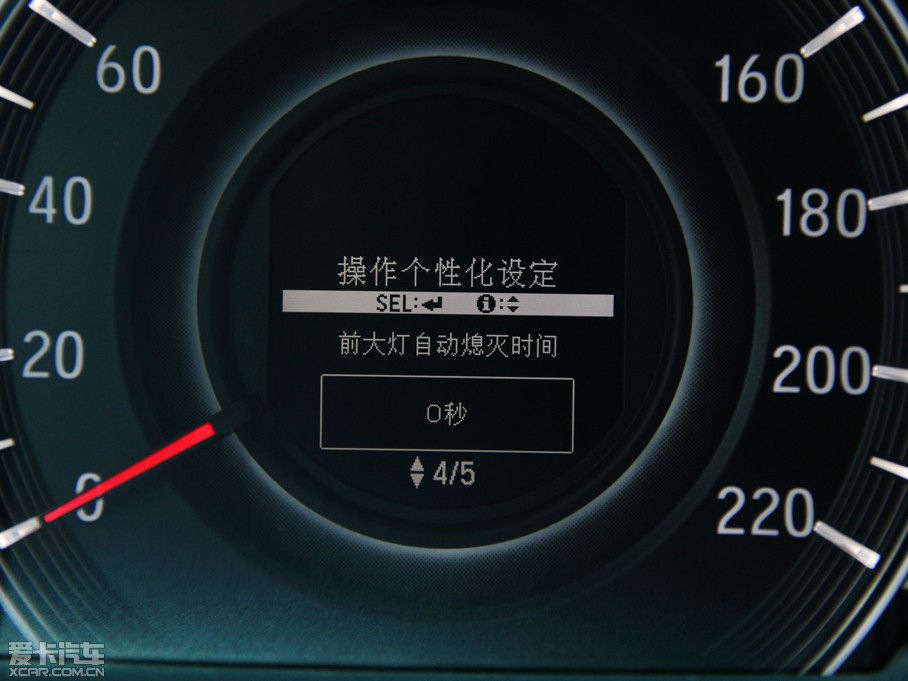 60
160
40
180
操作个性化设定
SEL: :
前大灯自动熄灭时间
20
200
0秒
4/5
0
220
爱卡汽车
XCAR.COM.CN